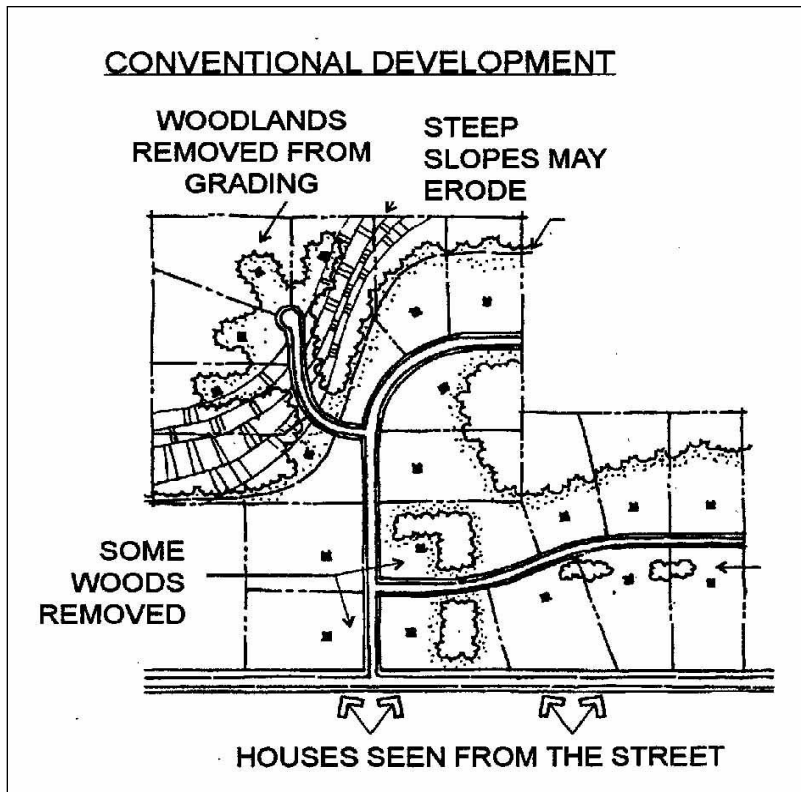 CONVENTIONAL DEVELOPMENT
WOODLANDS
REMOVED FROM
GRADING
STEEP
SLOPES MAY
ERODE
SOME
WOODS
REMOVED
HOUSES SEEN FROM THE STREET